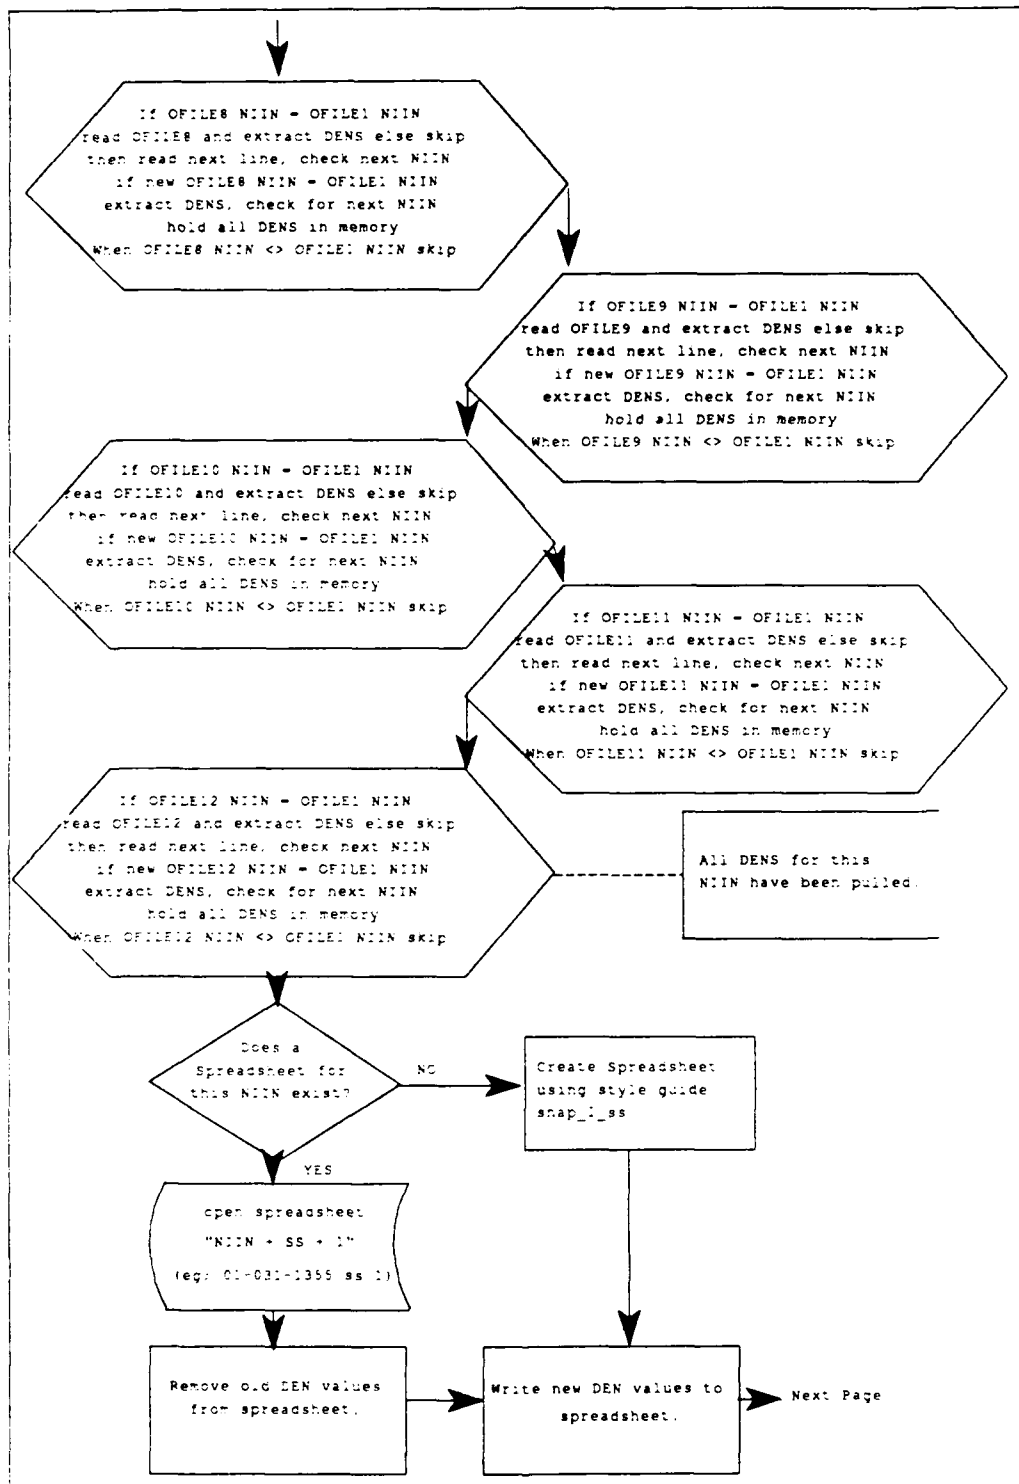 If OFILE8 NIIN = OFILE1 NIIN
read OFILE8 and extract DENS else skip
then read next line, check next NIIN
if new OFILE8 NIIN = OFILE1 NIIN
extract DENS, check for next NIIN
hold all DENS in memory
When OFILE8 NIIN <> OFILE1 NIIN skip
If OFILE9 NIIN = OFILE1 NIIN
read OFILE9 and extract DENS else skip
then read next line, check next NIIN
if new OFILE9 NIIN = OFILE1 NIIN
extract DENS, check for next NIIN
hold all DENS in memory
When OFILE9 NIIN <> OFILE1 NIIN skip
If OFILE10 NIIN = OFILE1 NIIN
read OFILE10 and extract DENS else skip
then read next line, check next NIIN
if new OFILE10 NIIN = OFILE1 NIIN
extract DENS, check for next NIIN
hold all DENS in memory
When OFILE10 NIIN <> OFILE1 NIIN skip
If OFILE11 NIIN = OFILE1 NIIN
read OFILE11 and extract DENS else skip
then read next line, check next NIIN
if new OFILE11 NIIN = OFILE1 NIIN
extract DENS, check for next NIIN
hold all DENS in memory
When OFILE11 NIIN <> OFILE1 NIIN skip
If OFILE12 NIIN = OFILE1 NIIN
read OFILE12 and extract DENS else skip
then read next line, check next NIIN
if new OFILE12 NIIN = OFILE1 NIIN
extract DENS, check for next NIIN
hold all DENS in memory
When OFILE12 NIIN <> OFILE1 NIIN skip
All DENS for this
NIIN have been pulled.
Does a
Spreadsheet for
this NIIN exist?
NO
Create Spreadsheet
using style guide
snap_1_ss
YES
open spreadsheet
"NIIN + SS + 1"
(eg: 01-031-1355 ss 1)
Remove old DEN values
from spreadsheet.
Write new DEN values to
spreadsheet.
Next Page